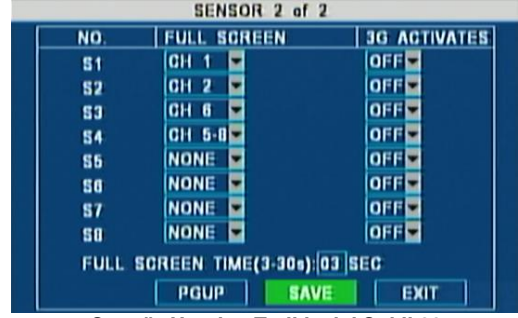 SENSOR 2 of 2
NO. FULL SCREEN 3G ACTIVATES
S1 CH 1 OFF
S2 CH 2 OFF
S3 CH 6 OFF
S4 CH 5-8 OFF
S5 NONE OFF
S6 NONE OFF
S7 NONE OFF
S8 NONE OFF
FULL SCREEN TIME(3-30s): 03 SEC
PGUP SAVE EXIT